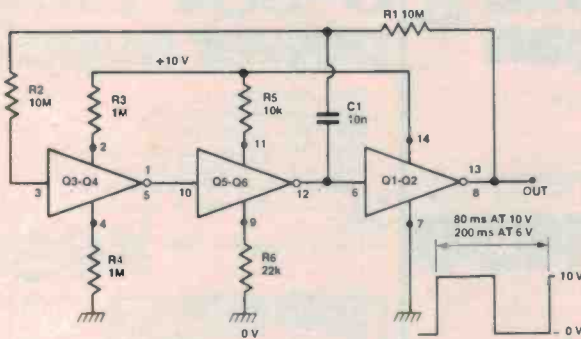 R1 10M
+10 V
R2
10M
R3
1M
R5
10k
C1
10n
2
11
14
3
Q3-Q4
1
5
10
Q5-Q6
12
6
Q1-Q2
13
8
OUT
4
9
7
R4
1M
R6
22k
0 V
80 ms AT 10 V
200 ms AT 6 V
10V
0 V